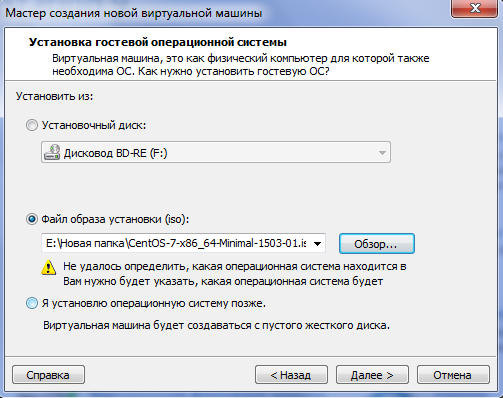 Мастер создания новой виртуальной машины
Установка гостевой операционной системы
Виртуальная машина, это как физический компьютер для которой также
необходима ОС. Как нужно установить гостевую ОС?
Установить из:
Установочный диск:
Дисковод BD-RE (F:)
Файл образа установки (iso):
E:\Новая папка\CentOS-7-x86_64-Minimal-1503-01.is
Обзор...
Не удалось определить, какая операционная система находится в
Вам нужно будет указать, какая операционная система будет
Я установлю операционную систему позже.
Виртуальная машина будет создаваться с пустого жесткого диска.
Справка
< Назад
Далее >
Отмена